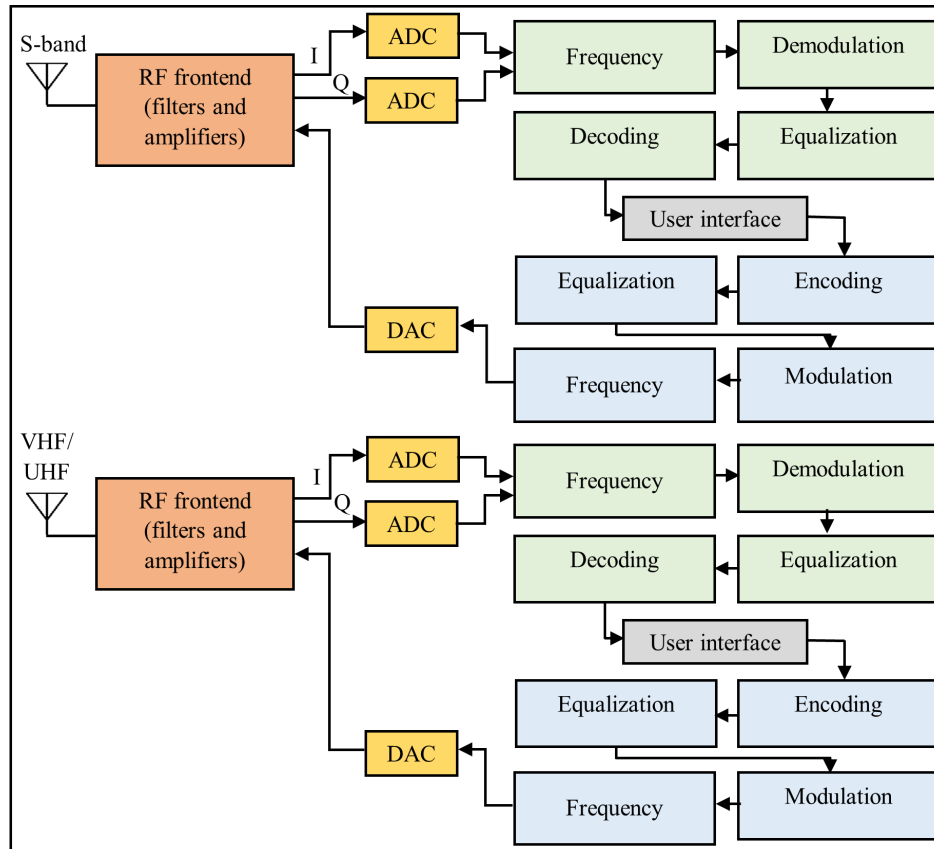 S-band
RF frontend
(filters and
amplifiers)
I
Q
ADC
ADC
Frequency
Demodulation
Decoding
Equalization
User interface
Equalization
Encoding
DAC
Frequency
Modulation
VHF/
UHF
RF frontend
(filters and
amplifiers)
I
Q
ADC
ADC
Frequency
Demodulation
Decoding
Equalization
User interface
Equalization
Encoding
DAC
Frequency
Modulation